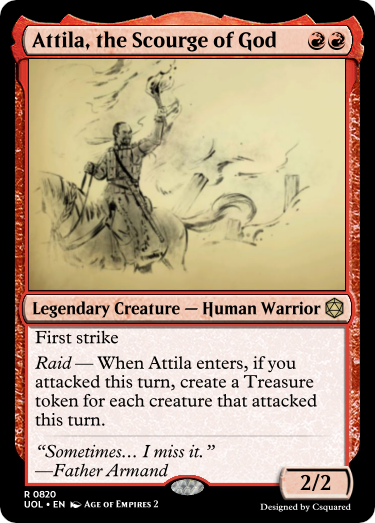 Attila, the Scourge of God
Legendary Creature — Human Warrior
First strike
Raid — When Attila enters, if you
attacked this turn, create a Treasure
token for each creature that attacked
this turn.
“Sometimes... I miss it.”
—Father Armand
2/2
R 0820
UOL • EN Age of Empires 2
Designed by Csquared